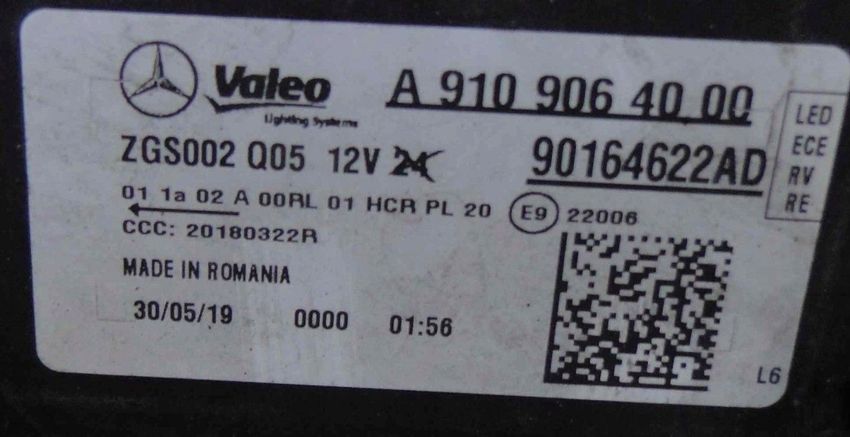 Valeo A 910 906 40 00
Lighting Systems
ZGS002 Q05 12V 24 90164622AD
LED
ECE
RV
RE
01 1a 02 A 00RL 01 HCR PL 20 E9 22006
CCC: 20180322R
MADE IN ROMANIA
30/05/19 0000 01:56
L6